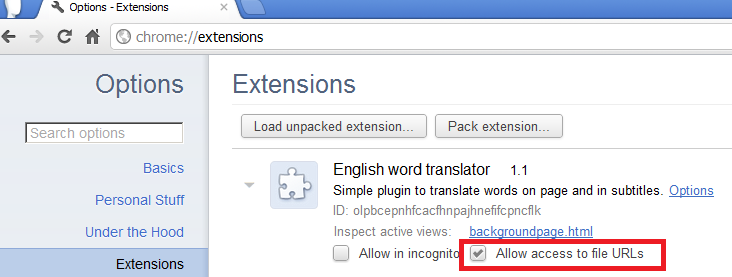 Options - Extensions
chrome://extensions
Options
Search options
Basics
Personal Stuff
Under the Hood
Extensions
Extensions
Load unpacked extension...
Pack extension...
English word translator 1.1
Simple plugin to translate words on page and in subtitles. Options
ID: olpbcepnhfcacfhnpajhnefifcpncflk
Inspect active views: backgroundpage.html
Allow in incognito
Allow access to file URLs